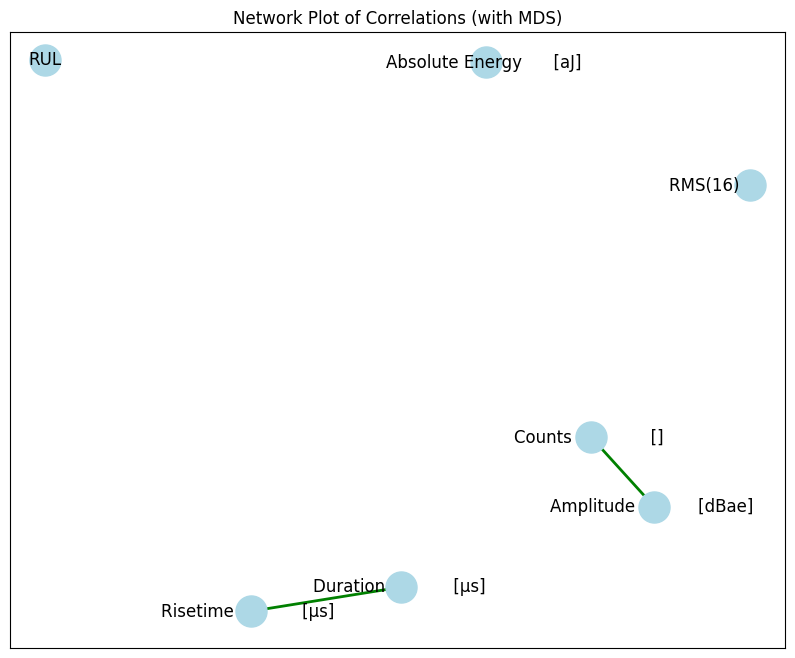 Network Plot of Correlations (with MDS)
RUL
Absolute Energy [aJ]
RMS(16)
Counts []
Amplitude [dBae]
Duration [µs]
Risetime [µs]